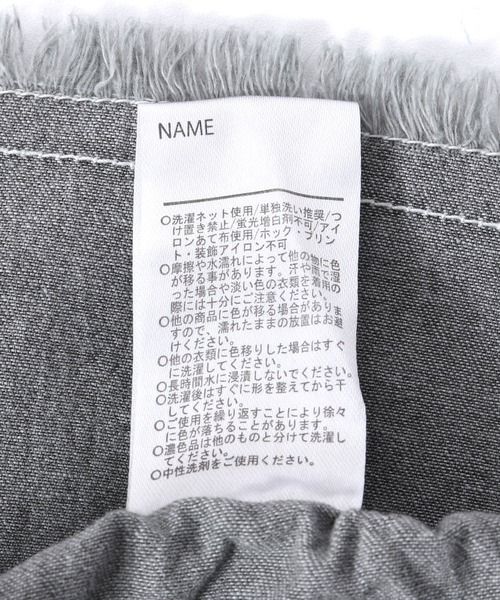 NAME
○洗濯ネット使用/単独洗い推奨/つ
け置き禁止/蛍光増白剤不可/アイ
ロンあて布使用/ホック・プリン
ト・装飾アイロン不可
○摩擦や水濡れによって他の物に色
が移る事があります。汗や雨で湿
った場合や淡い色の衣類を着用の
際には十分にご注意ください。
○他の商品に色が移る場合がありま
すので、濡れたままの放置はお避
けください。
○他の衣類に色移りした場合はすぐ
に洗濯してください。
○長時間水に浸漬しないでください。
○洗濯後はすぐに形を整えてから干
してください。
○ご使用を繰り返すことにより徐々
に色が落ちることがあります。
○濃色品は他のものと分けて洗濯し
てください。
○中性洗剤をご使用ください。